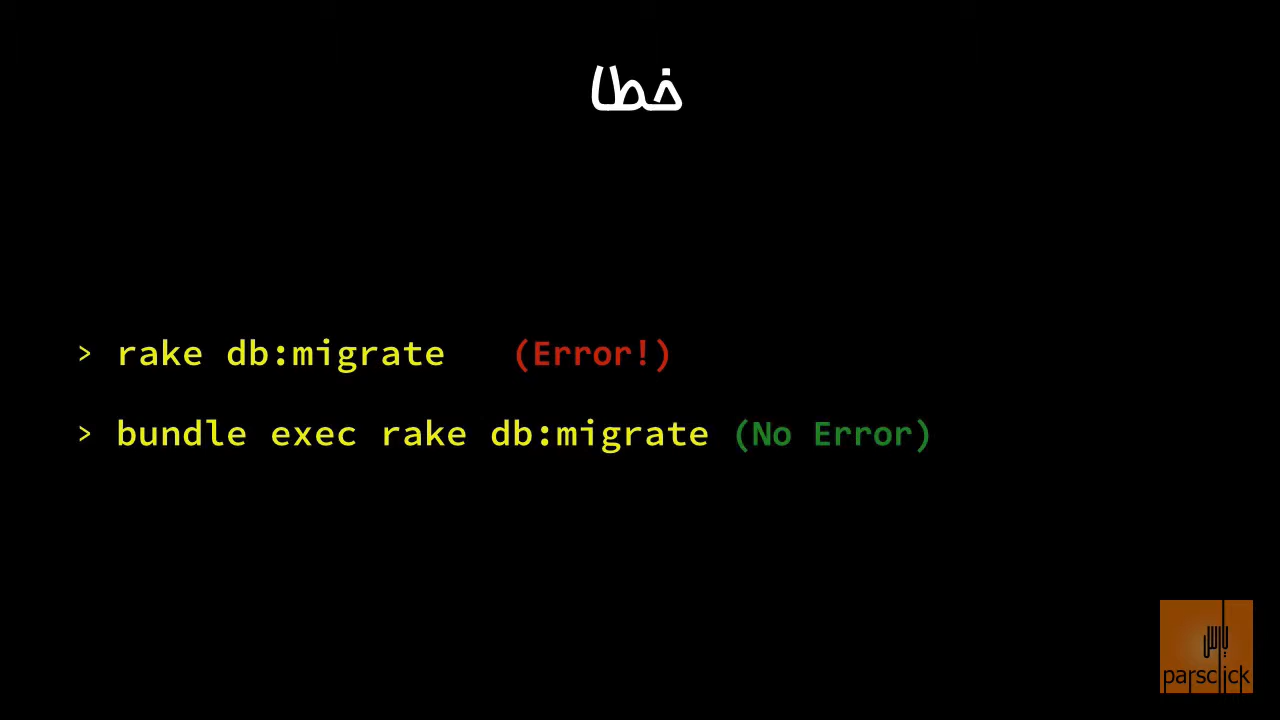 خطا
> rake db:migrate (Error!)
> bundle exec rake db:migrate (No Error)
پارس
parsclick